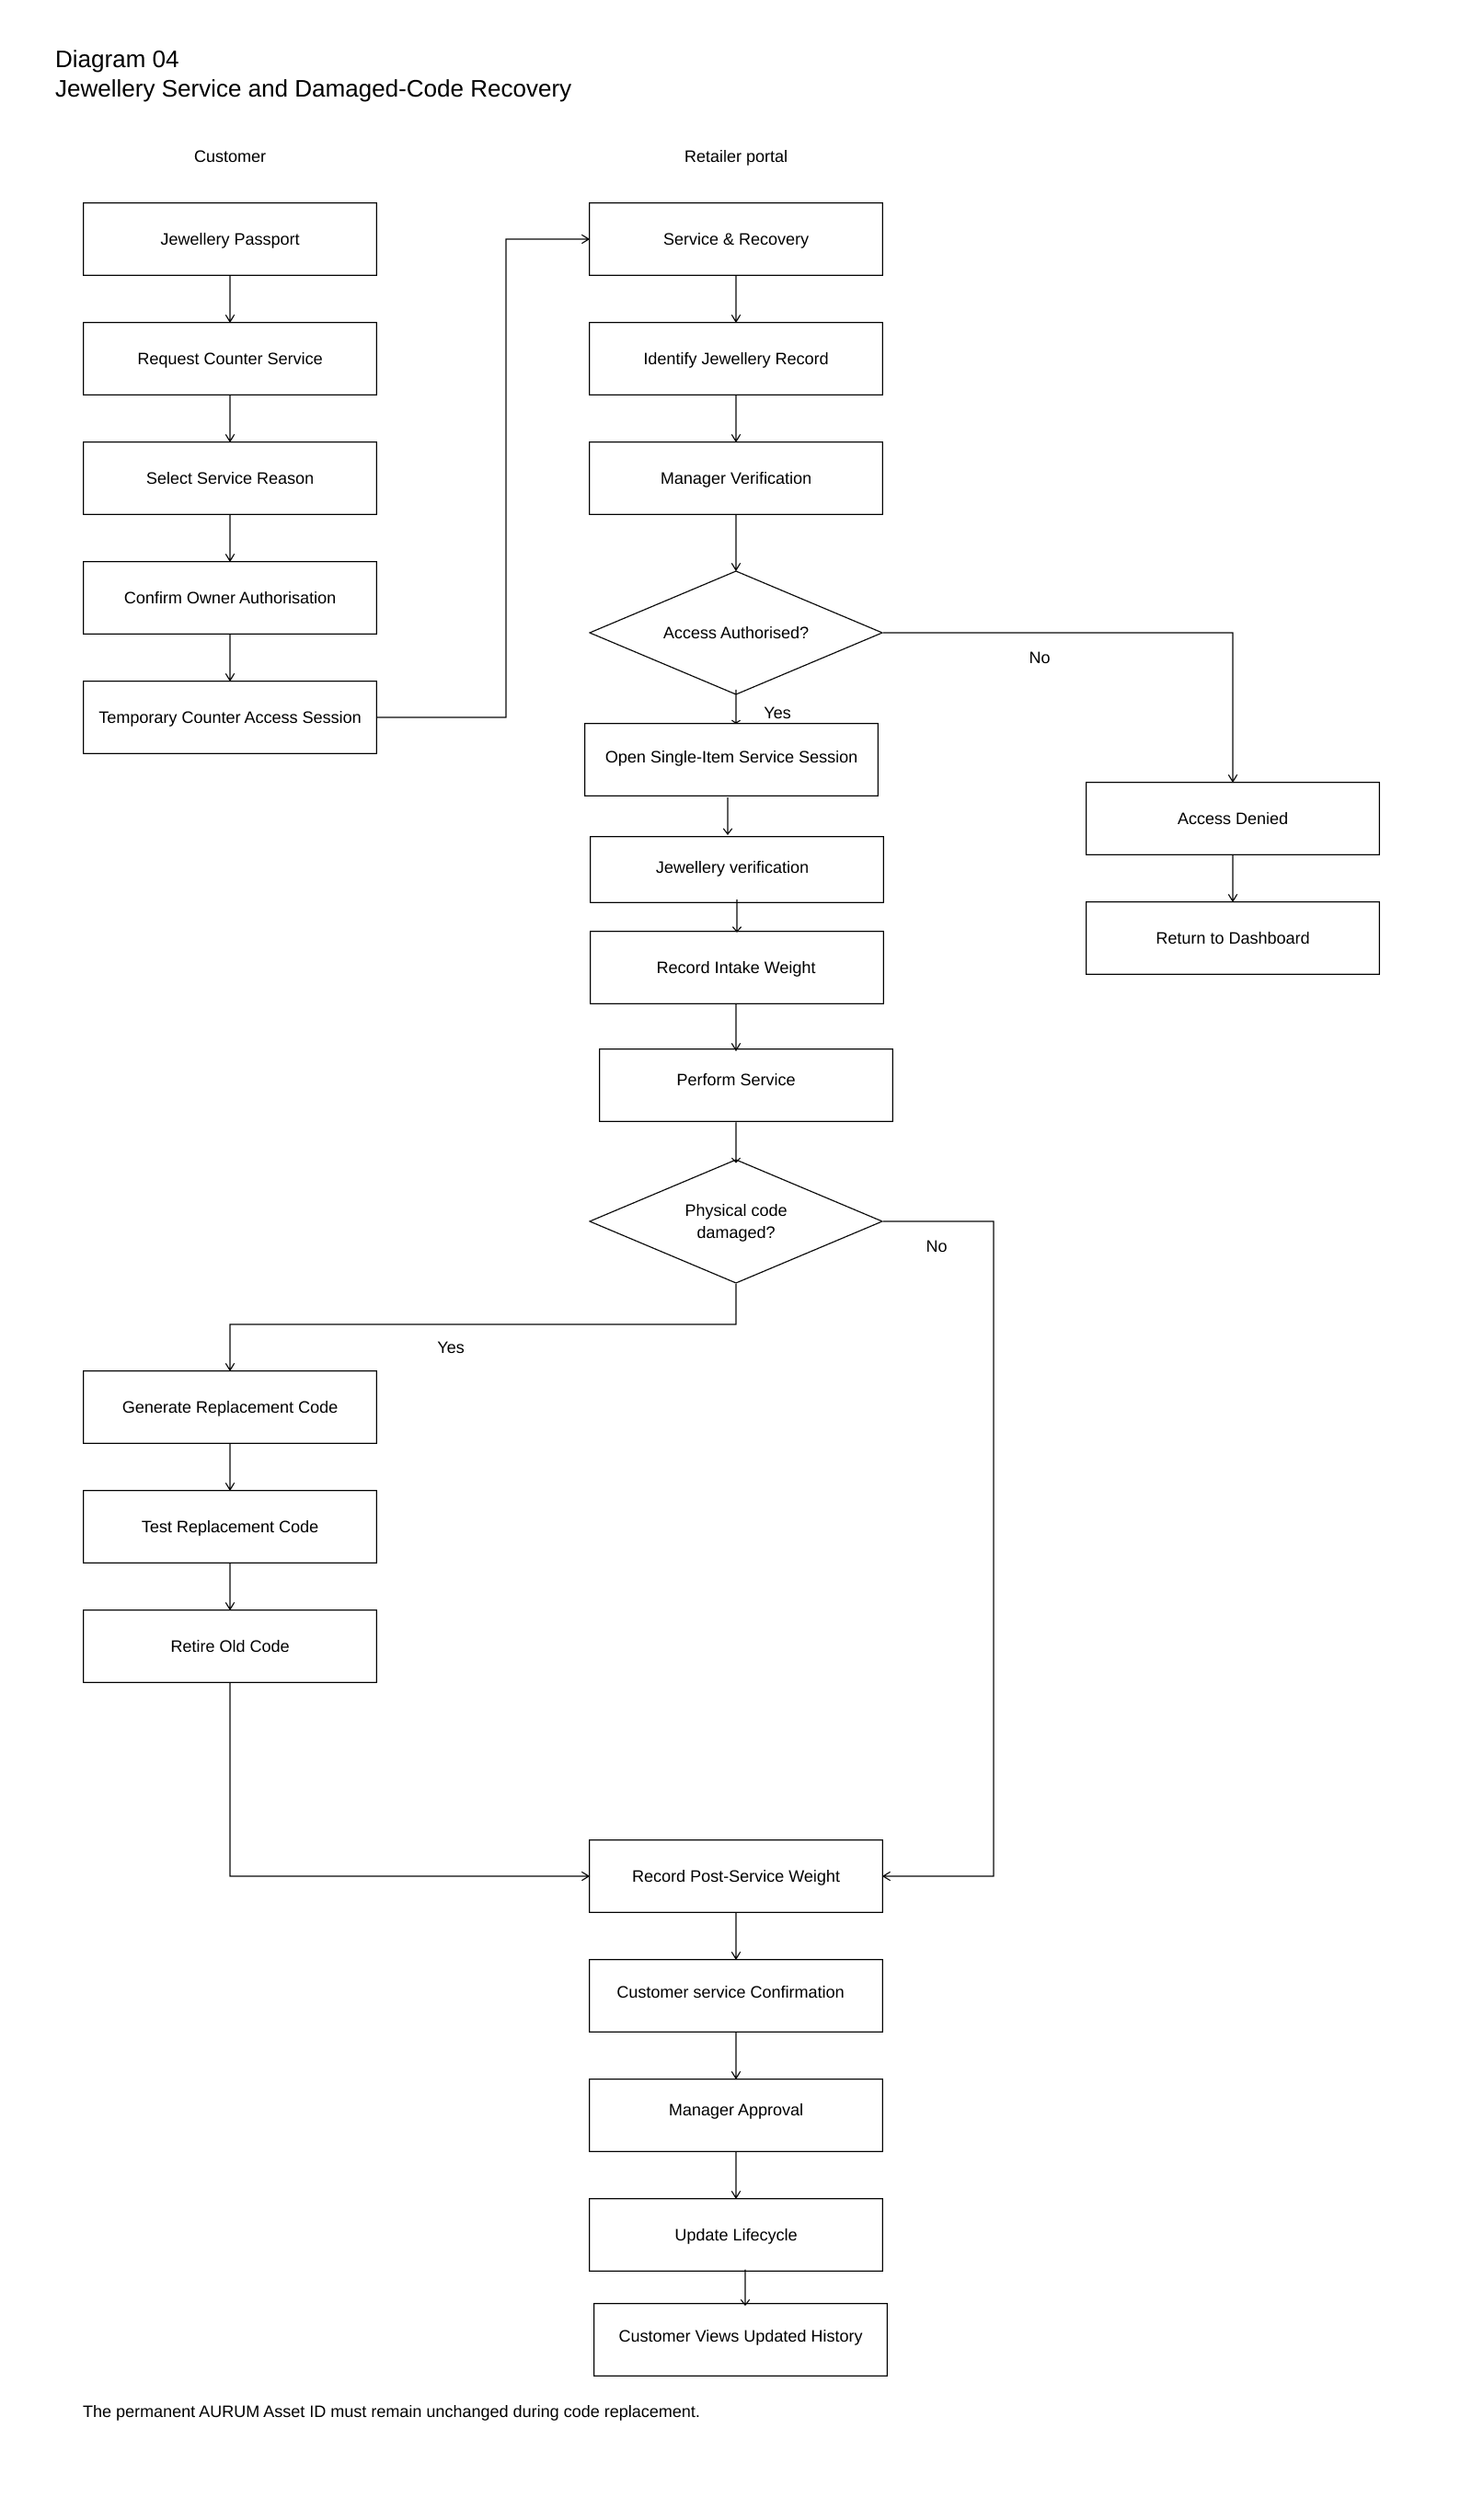 Diagram 04
Jewellery Service and Damaged-Code Recovery
Customer
Retailer portal
Jewellery Passport
Service & Recovery
Request Counter Service
Identify Jewellery Record
Select Service Reason
Manager Verification
Confirm Owner Authorisation
Access Authorised?
No
Temporary Counter Access Session
Yes
Open Single-Item Service Session
Access Denied
Jewellery verification
Return to Dashboard
Record Intake Weight
Perform Service
Physical code
damaged?
No
Yes
Generate Replacement Code
Test Replacement Code
Retire Old Code
Record Post-Service Weight
Customer service Confirmation
Manager Approval
Update Lifecycle
Customer Views Updated History
The permanent AURUM Asset ID must remain unchanged during code replacement.